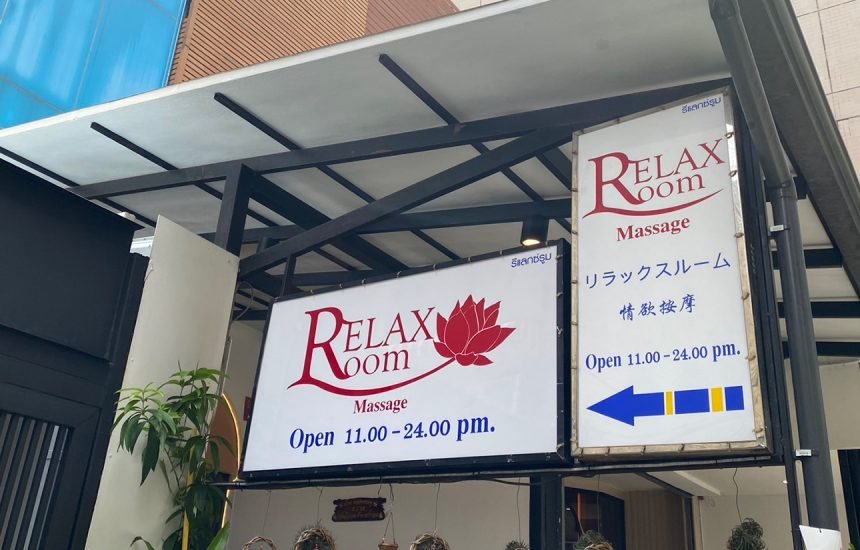 รีแลกซ์รูม
RELAX
ROOM
Massage
Open 11.00 - 24.00 pm.
รีแลกซ์รูม
RELAX
ROOM
Massage
リラックスルーム
情欲按摩
Open 11.00 - 24.00 pm.